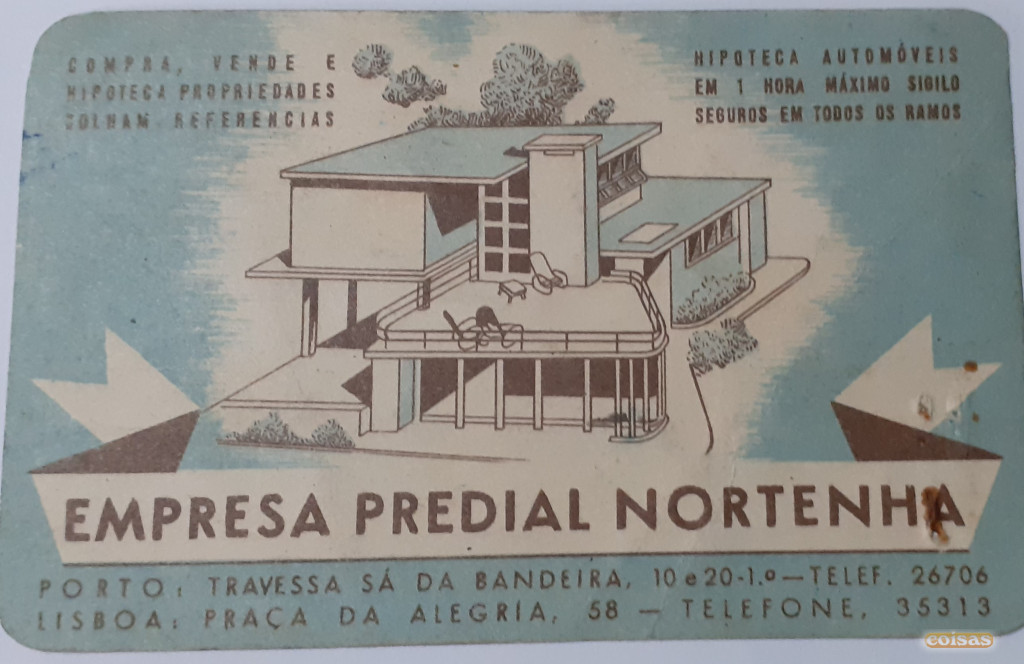 COMPRA, VENDE E
HIPOTECA PROPRIEDADES
DOLHAM REFERENCIAS
HIPOTECA AUTOMÓVEIS
EM 1 HORA MÁXIMO SIGILO
SEGUROS EM TODOS OS RAMOS
EMPRESA PREDIAL NORTENHA
PORTO: TRAVESSA SÁ DA BANDEIRA, 10 e 20-1.º — TELEF. 26706
LISBOA: PRAÇA DA ALEGRIA, 58 — TELEFONE, 35313
coisas